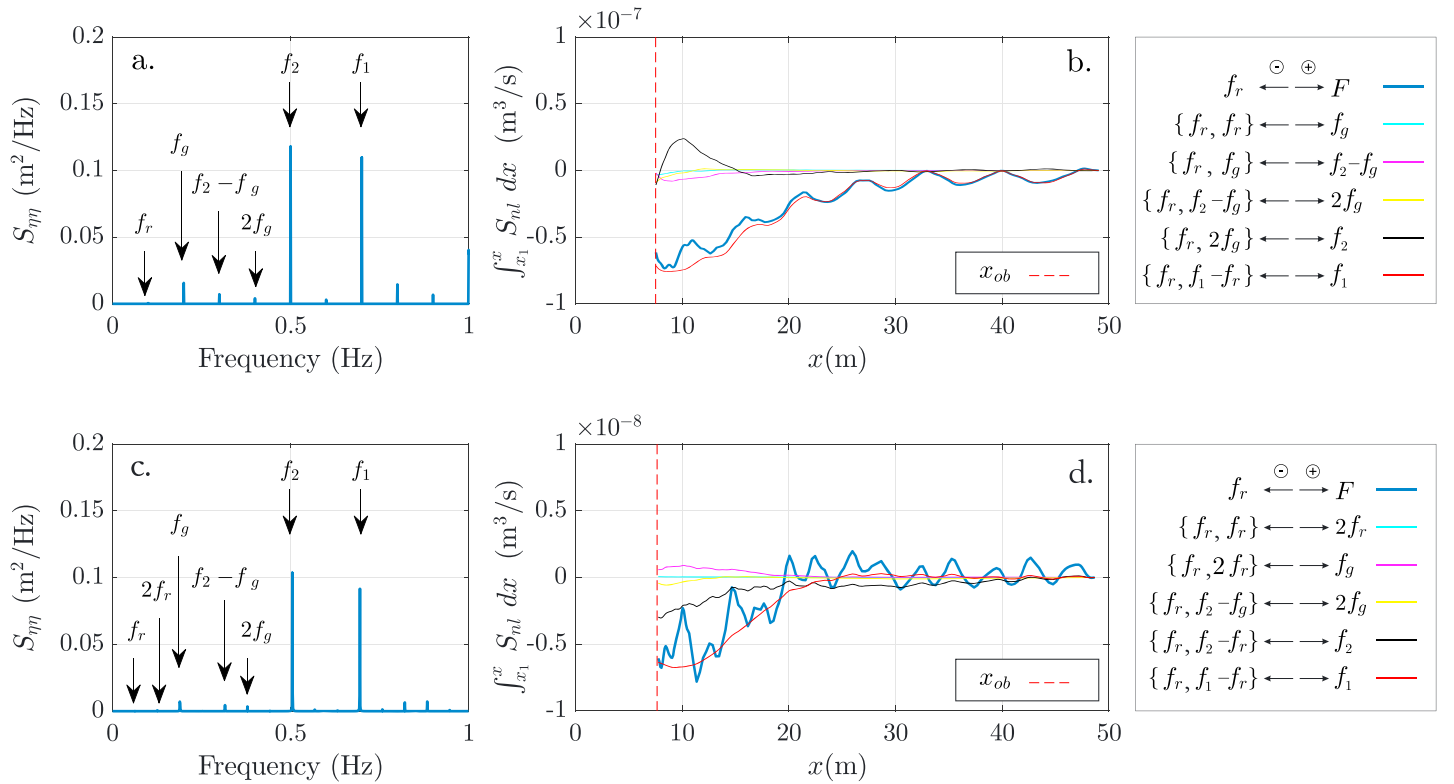 a.
S_ηη (m²/Hz)
0.2
0.15
0.1
0.05
0
f_r
f_g
f_2 − f_g
2f_g
f_2
f_1
0 0.5 1
Frequency (Hz)
×10⁻⁷
b.
∫_{x_1}^{x} S_nl dx (m³/s)
1
0.5
0
-0.5
-1
x_ob
0 10 20 30 40 50
x(m)
⊖ ⊕
f_r ⟵ ⟶ F
{f_r, f_r} ⟵ ⟶ f_g
{f_r, f_g} ⟵ ⟶ f_2−f_g
{f_r, f_2−f_g} ⟵ ⟶ 2f_g
{f_r, 2f_g} ⟵ ⟶ f_2
{f_r, f_1−f_r} ⟵ ⟶ f_1
c.
S_ηη (m²/Hz)
0.2
0.15
0.1
0.05
0
f_r
2f_r
f_g
f_2 − f_g
2f_g
f_2
f_1
0 0.5 1
Frequency (Hz)
×10⁻⁸
d.
∫_{x_1}^{x} S_nl dx (m³/s)
1
0.5
0
-0.5
-1
x_ob
0 10 20 30 40 50
x(m)
⊖ ⊕
f_r ⟵ ⟶ F
{f_r, f_r} ⟵ ⟶ 2f_r
{f_r, 2f_r} ⟵ ⟶ f_g
{f_r, f_2−f_g} ⟵ ⟶ 2f_g
{f_r, f_2−f_r} ⟵ ⟶ f_2
{f_r, f_1−f_r} ⟵ ⟶ f_1